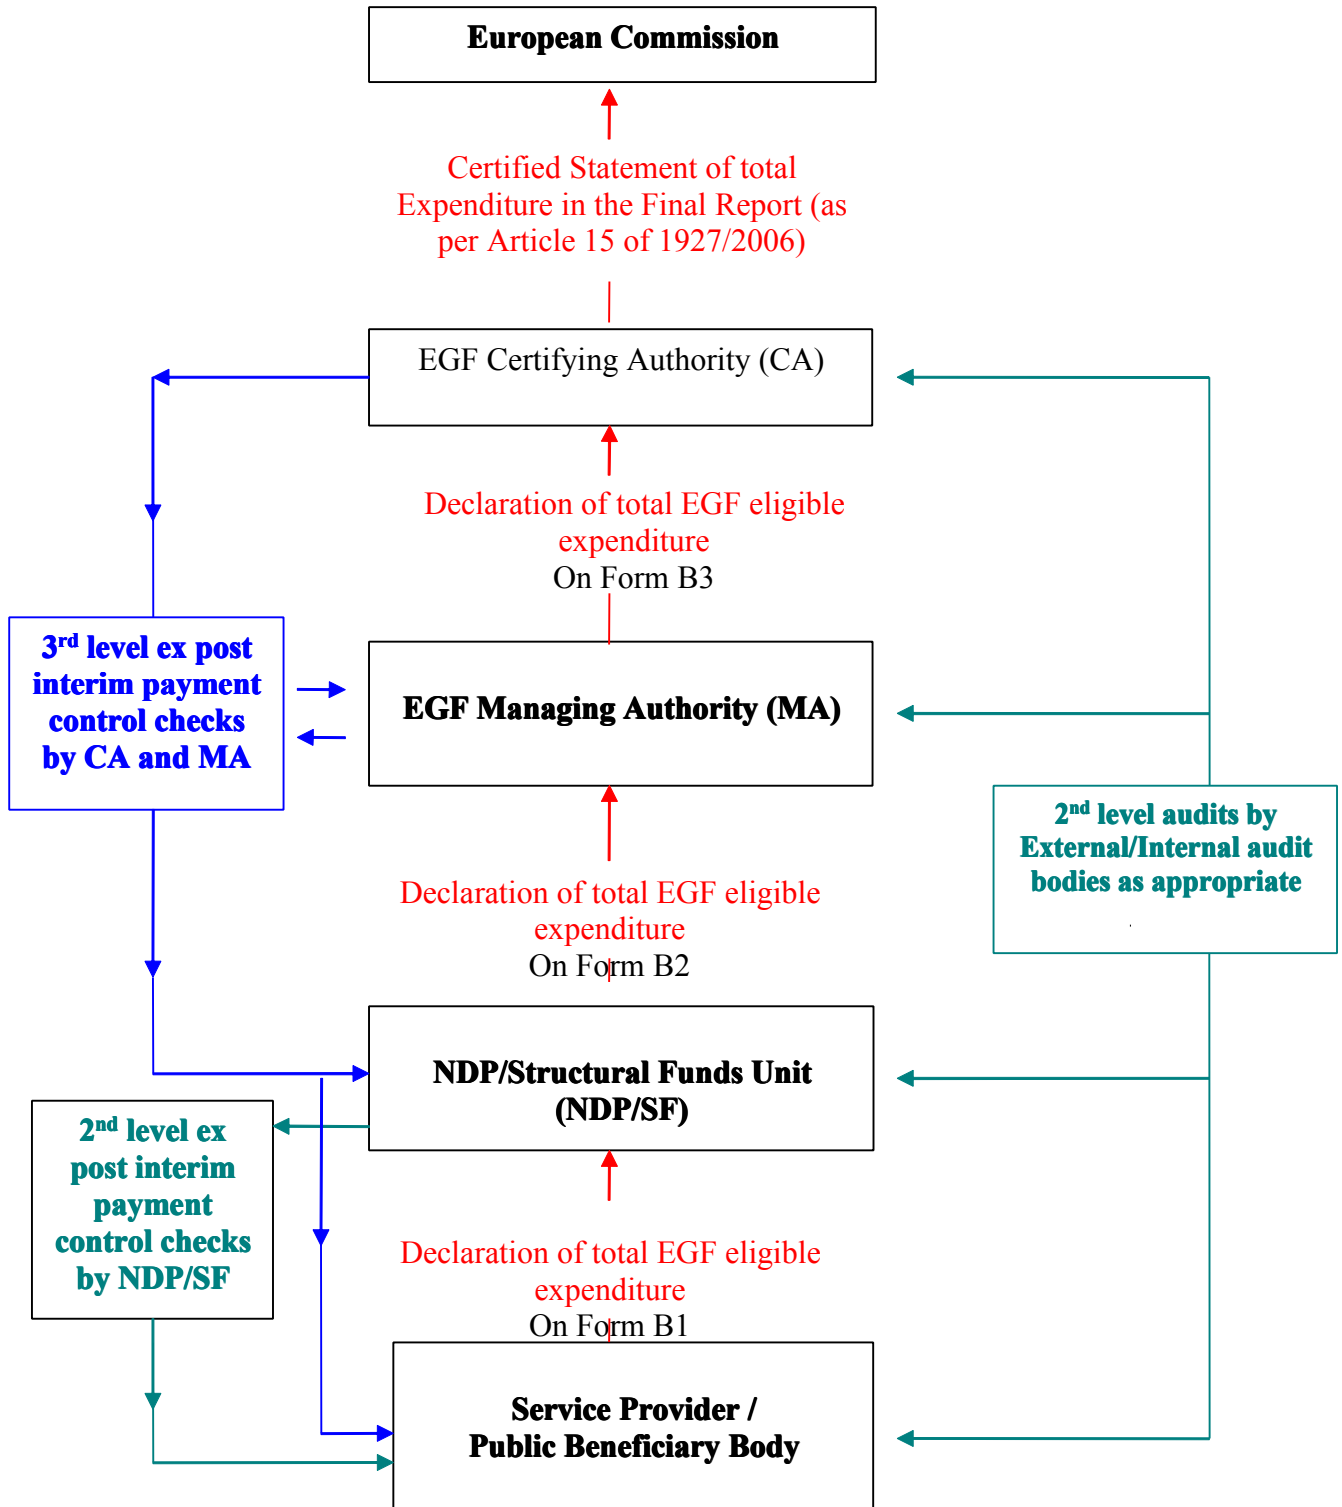 European Commission
Certified Statement of total
Expenditure in the Final Report (as
per Article 15 of 1927/2006)
EGF Certifying Authority (CA)
Declaration of total EGF eligible
expenditure
On Form B3
3rd level ex post
interim payment
control checks
by CA and MA
EGF Managing Authority (MA)
2nd level audits by
External/Internal audit
bodies as appropriate
.
Declaration of total EGF eligible
expenditure
On Form B2
NDP/Structural Funds Unit
(NDP/SF)
2nd level ex
post interim
payment
control checks
by NDP/SF
Declaration of total EGF eligible
expenditure
On Form B1
Service Provider /
Public Beneficiary Body